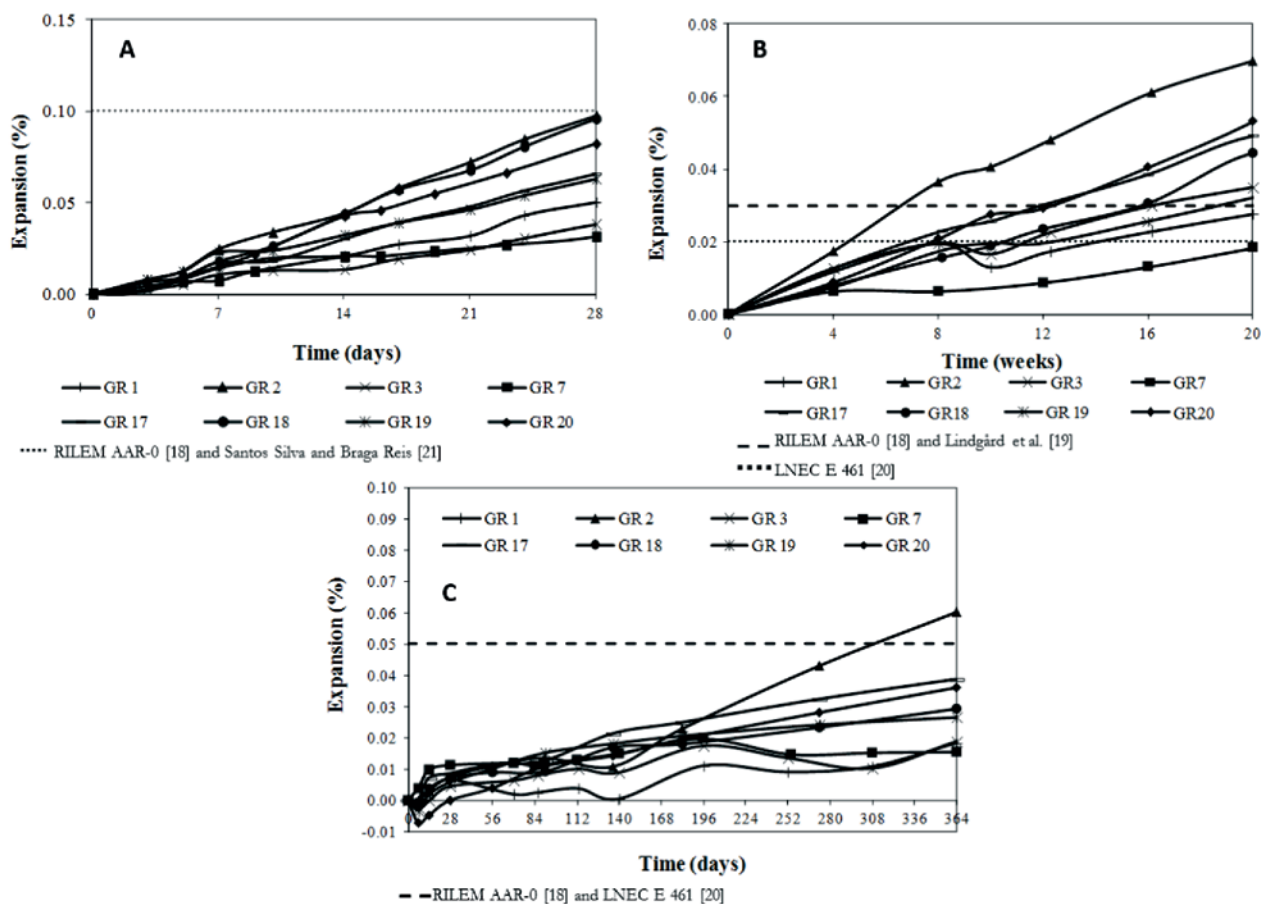 A
Expansion (%)
0.15
0.10
0.05
0.00
0 7 14 21 28
Time (days)
GR 1 GR 2 GR 3 GR 7
GR 17 GR 18 GR 19 GR 20
RILEM AAR-0 [18] and Santos Silva and Braga Reis [21]
B
Expansion (%)
0.08
0.06
0.04
0.02
0.00
0 4 8 12 16 20
Time (weeks)
GR1 GR2 GR3 GR7
GR17 GR18 GR 19 GR20
RILEM AAR-0 [18] and Lindgård et al. [19]
LNEC E 461 [20]
C
Expansion (%)
0.10
0.09
0.08
0.07
0.06
0.05
0.04
0.03
0.02
0.01
0.00
-0.01
GR 1 GR 2 GR 3 GR 7
GR 17 GR 18 GR 19 GR 20
0 28 56 84 112 140 168 196 224 252 280 308 336 364
Time (days)
RILEM AAR-0 [18] and LNEC E 461 [20]